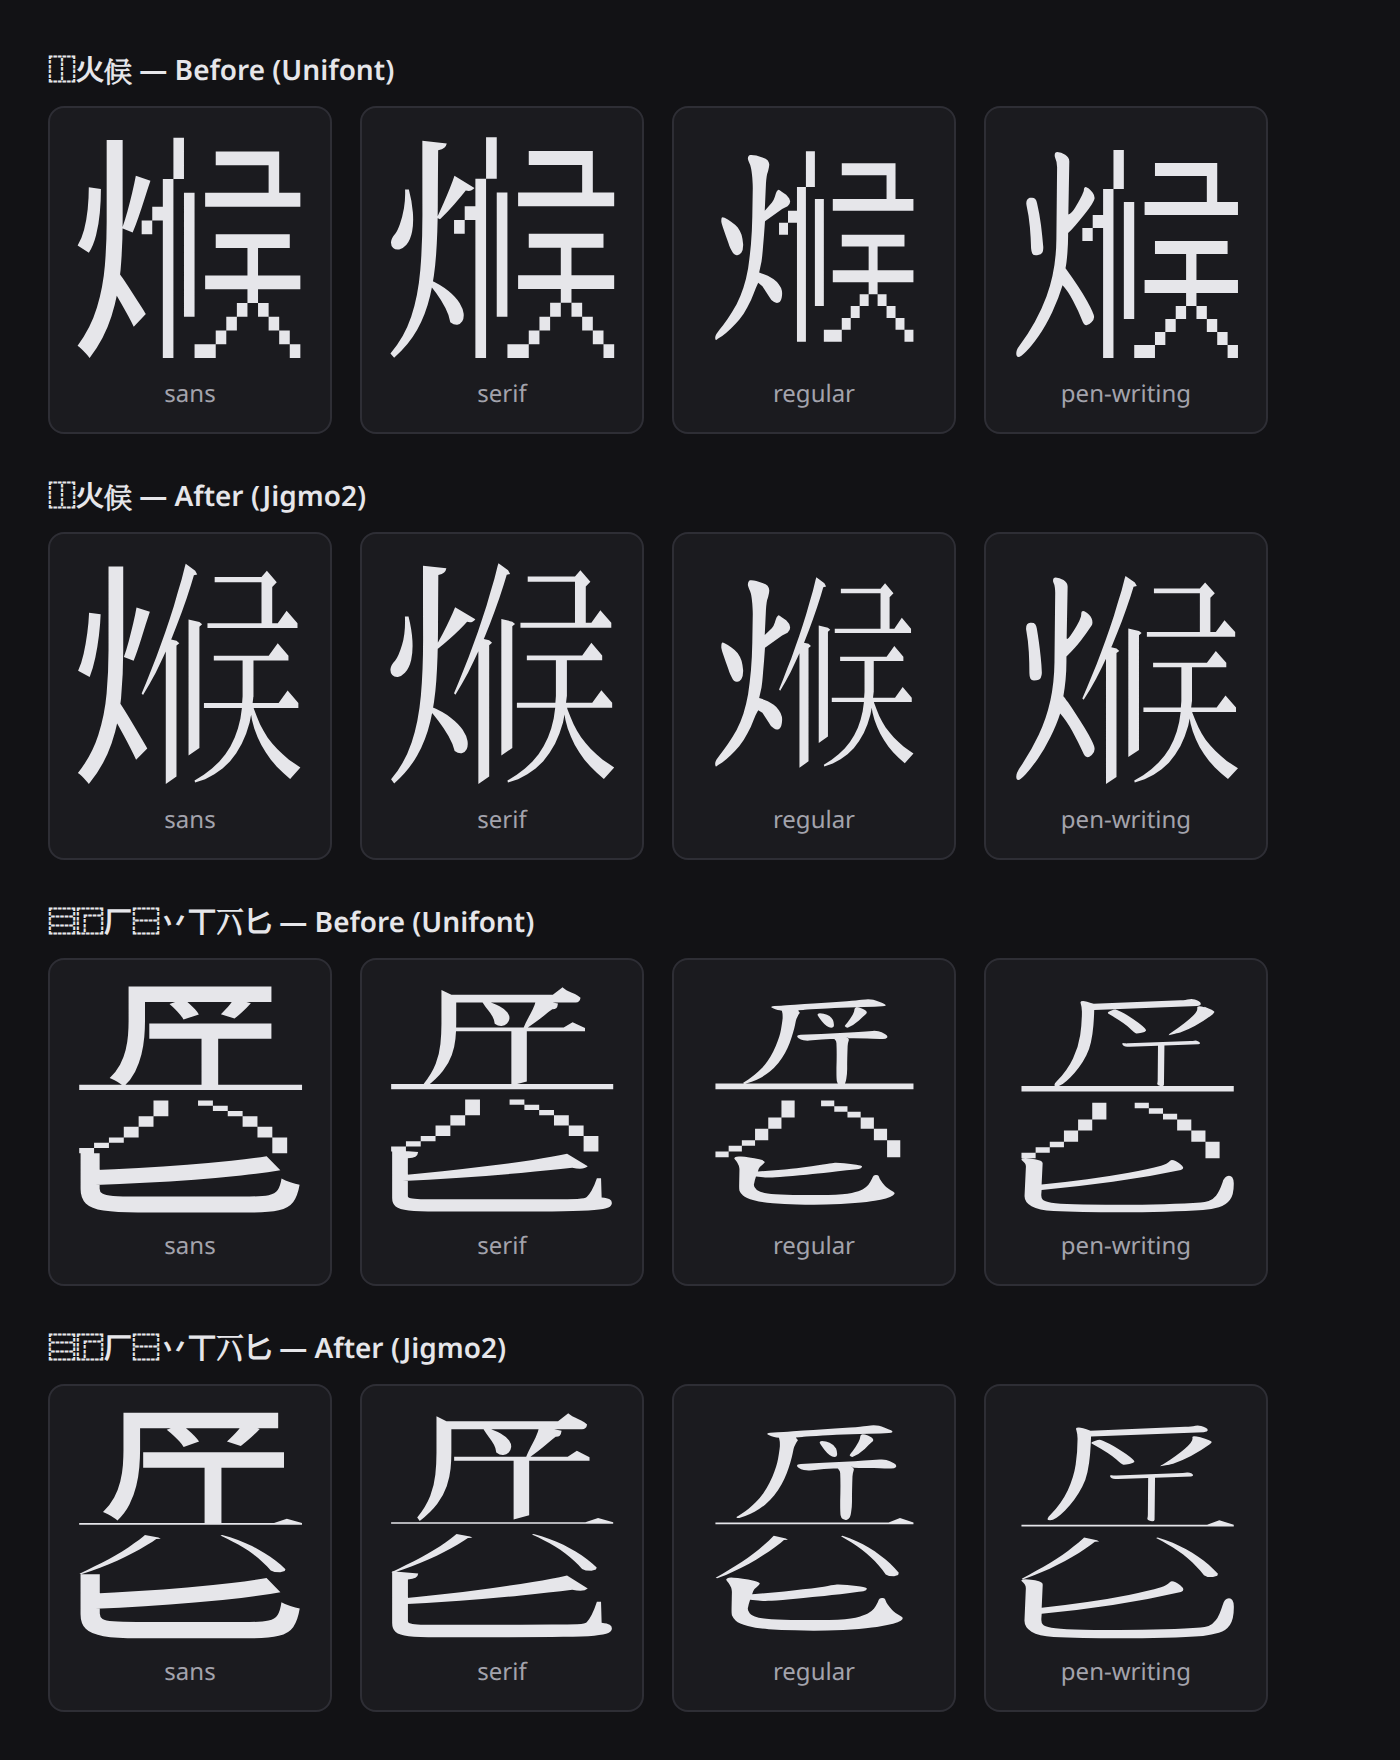 ⿰火候 — Before (Unifont)
sans serif regular pen-writing
⿰火候 — After (Jigmo2)
sans serif regular pen-writing
⿳⿸厂⿱丷丅𠀁匕 — Before (Unifont)
sans serif regular pen-writing
⿳⿸厂⿱丷丅𠀁匕 — After (Jigmo2)
sans serif regular pen-writing